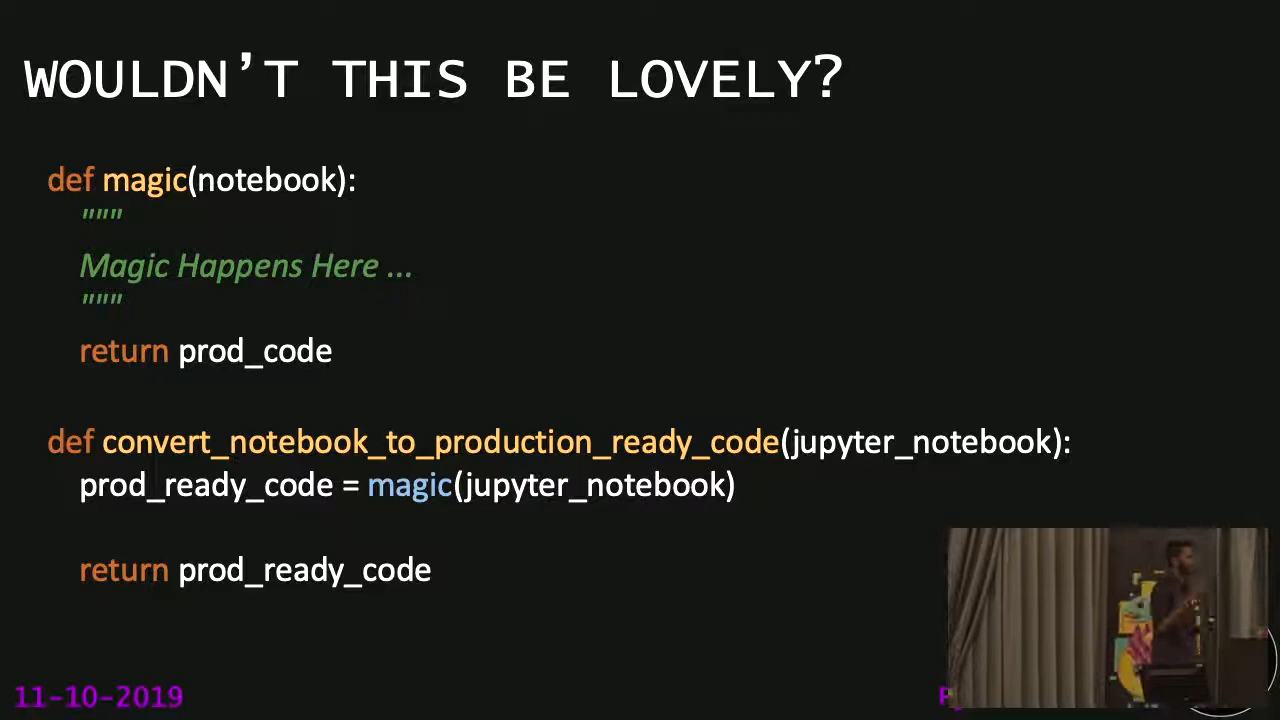 WOULDN'T THIS BE LOVELY?
def magic(notebook):
"""
Magic Happens Here ...
"""
return prod_code
def convert_notebook_to_production_ready_code(jupyter_notebook):
prod_ready_code = magic(jupyter_notebook)
return prod_ready_code
11-10-2019